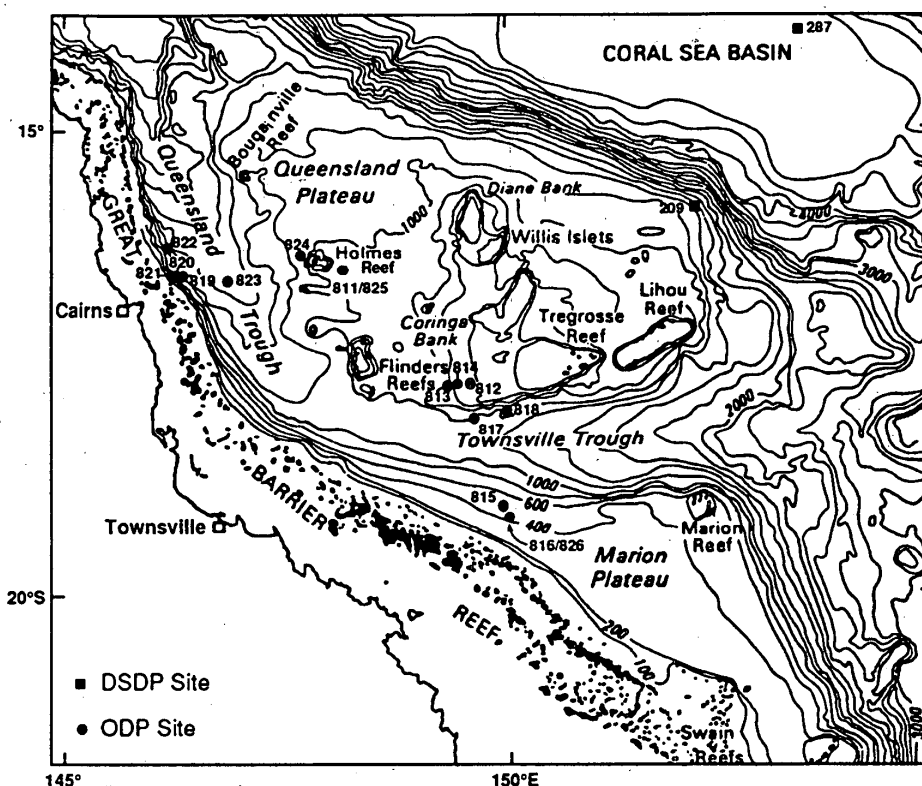 287
CORAL SEA BASIN
15°
Bougainville
Reef
Queensland
Plateau
Queensland
Trough
GREAT
Diane Bank
1000
209
4000
Willis Islets
822
824
Holmes
Reef
820
821
819
823
3000
811/825
Lihou
Reef
Cairns
Coringa
Bank
Tregrosse
Reef
Flinders
Reefs
814
813
812
2000
818
817
Townsville Trough
1000
815
600
400
BARRIER
Townsville
816/826
Marion
Reef
Marion
Plateau
20°S
REEF
200
100
DSDP Site
ODP Site
Swain
Reefs
145°
150°E